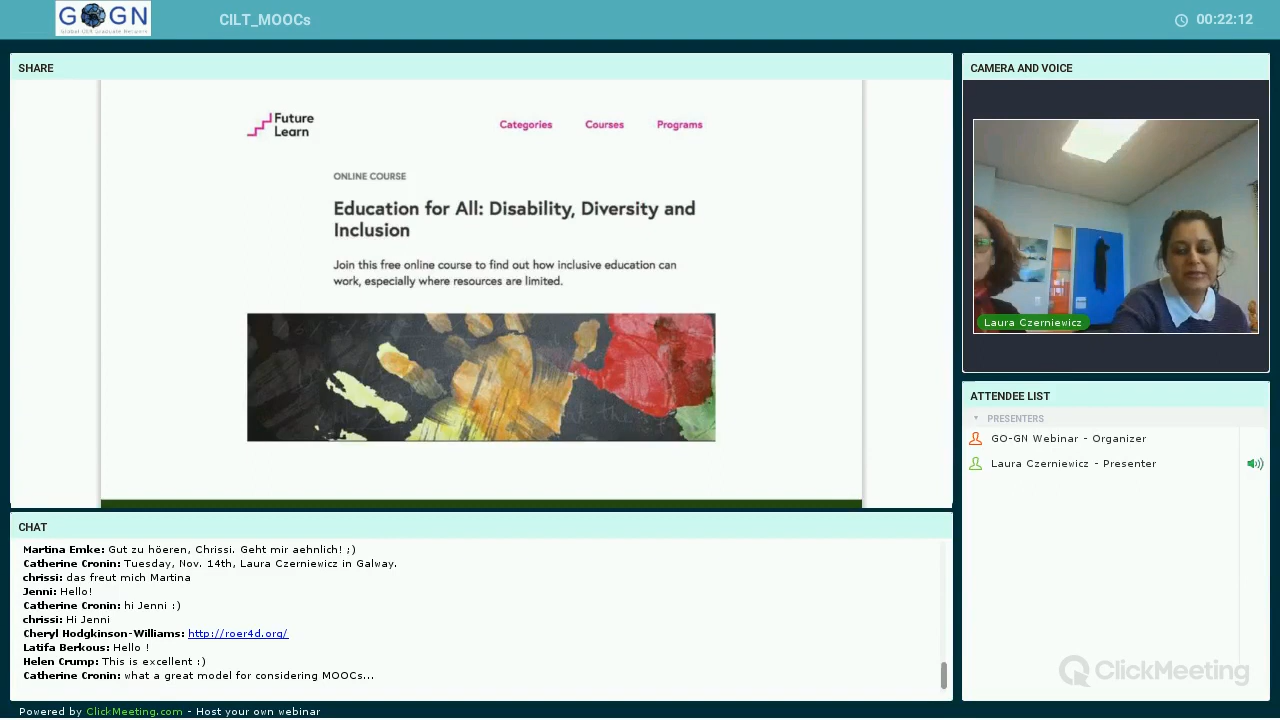 GO-GN
Global OER Graduate Network
CILT_MOOCs
00:22:12
SHARE
Future
Learn
Categories Courses Programs
ONLINE COURSE
Education for All: Disability, Diversity and
Inclusion
Join this free online course to find out how inclusive education can
work, especially where resources are limited.
CAMERA AND VOICE
Laura Czerniewicz
ATTENDEE LIST
PRESENTERS
GO-GN Webinar - Organizer
Laura Czerniewicz - Presenter
CHAT
Martina Emke: Gut zu höeren, Chrissi. Geht mir aehnlich! ;)
Catherine Cronin: Tuesday, Nov. 14th, Laura Czerniewicz in Galway.
chrissi: das freut mich Martina
Jenni: Hello!
Catherine Cronin: hi Jenni :)
chrissi: Hi Jenni
Cheryl Hodgkinson-Williams: http://roer4d.org/
Latifa Berkous: Hello !
Helen Crump: This is excellent :)
Catherine Cronin: what a great model for considering MOOCs...
ClickMeeting
Powered by ClickMeeting.com - Host your own webinar